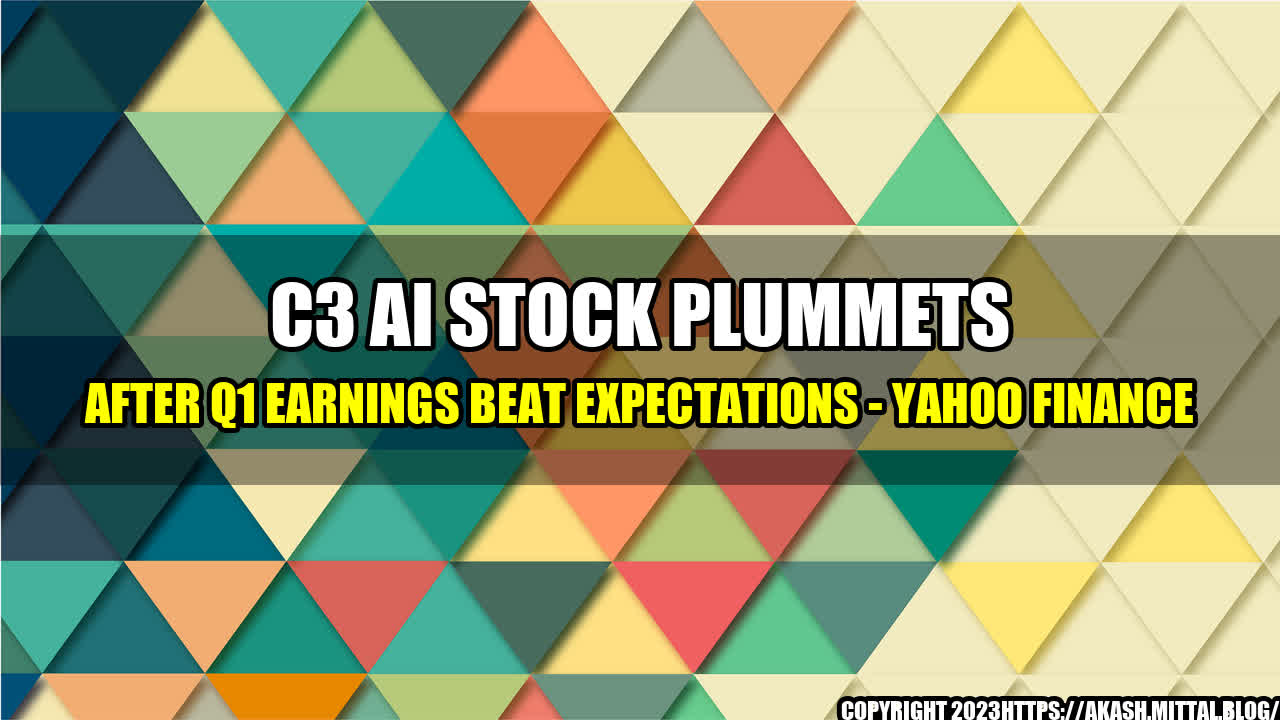 C3 AI STOCK PLUMMETS
AFTER Q1 EARNINGS BEAT EXPECTATIONS - YAHOO FINANCE
COPYRIGHT 2023HTTPS://AKASH.MITTAL.BLOG/